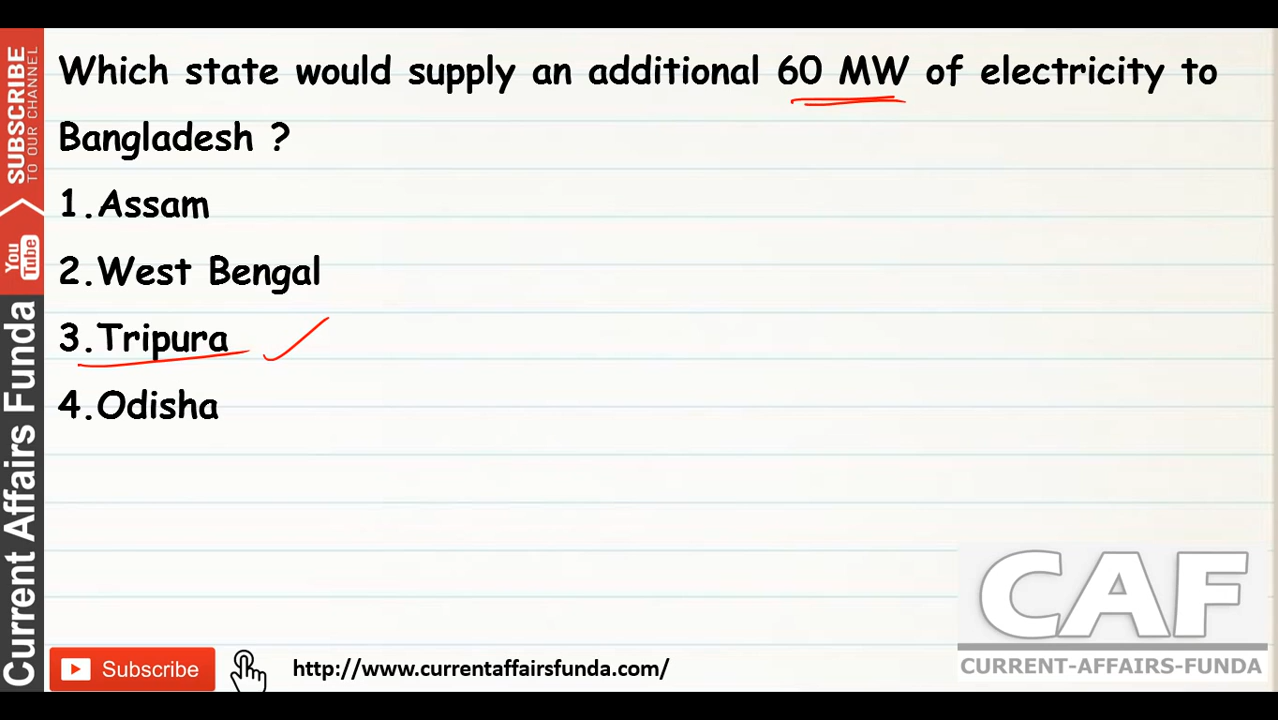 Which state would supply an additional 60 MW of electricity to
Bangladesh ?
1.Assam
2.West Bengal
3.Tripura
4.Odisha
SUBSCRIBE
TO OUR CHANNEL
You
Tube
Current Affairs Funda
CAF
CURRENT-AFFAIRS-FUNDA
Subscribe
http://www.currentaffairsfunda.com/